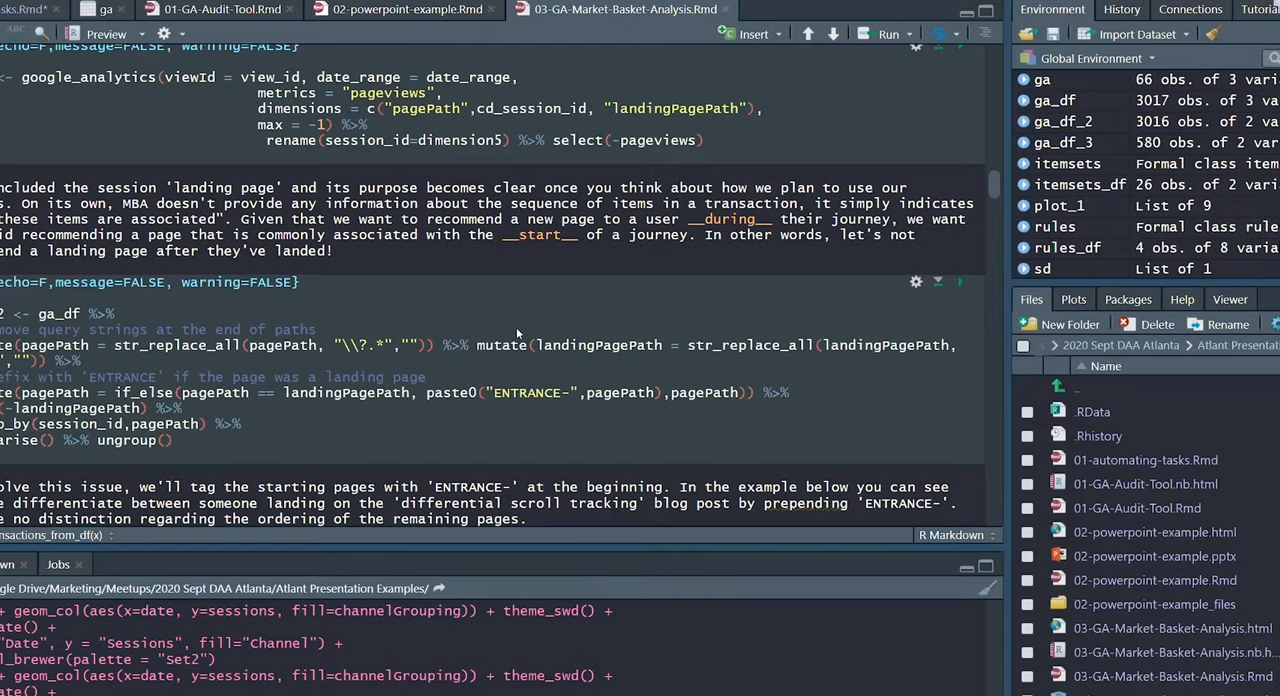 sks.Rmd* ga 01-GA-Audit-Tool.Rmd 02-powerpoint-example.Rmd 03-GA-Market-Basket-Analysis.Rmd
ABC Preview Insert Run
echo=F,message=FALSE, warning=FALSE}
<- google_analytics(viewId = view_id, date_range = date_range,
metrics = "pageviews",
dimensions = c("pagePath",cd_session_id, "landingPagePath"),
max = -1) %>%
rename(session_id=dimension5) %>% select(-pageviews)
ncluded the session 'landing page' and its purpose becomes clear once you think about how we plan to use our
s. On its own, MBA doesn't provide any information about the sequence of items in a transaction, it simply indicates
these items are associated". Given that we want to recommend a new page to a user __during__ their journey, we want
id recommending a page that is commonly associated with the __start__ of a journey. In other words, let's not
end a landing page after they've landed!
echo=F,message=FALSE, warning=FALSE}
2 <- ga_df %>%
move query strings at the end of paths
te(pagePath = str_replace_all(pagePath, "\\?.*","")) %>% mutate(landingPagePath = str_replace_all(landingPagePath,
","")) %>%
efix with 'ENTRANCE' if the page was a landing page
te(pagePath = if_else(pagePath == landingPagePath, paste0("ENTRANCE-",pagePath),pagePath)) %>%
(-landingPagePath) %>%
p_by(session_id,pagePath) %>%
arise() %>% ungroup()
olve this issue, we'll tag the starting pages with 'ENTRANCE-' at the beginning. In the example below you can see
e differentiate between someone landing on the 'differential scroll tracking' blog post by prepending 'ENTRANCE-'.
e no distinction regarding the ordering of the remaining pages.
nsactions_from_df(x) R Markdown
wn Jobs
gle Drive/Marketing/Meetups/2020 Sept DAA Atlanta/Atlant Presentation Examples/
+ geom_col(aes(x=date, y=sessions, fill=channelGrouping)) + theme_swd() +
ate() +
"Date", y = "Sessions", fill="Channel") +
l_brewer(palette = "Set2")
+ geom_col(aes(x=date, y=sessions, fill=channelGrouping)) + theme_swd() +
ate() +
Environment History Connections Tutorial
Import Dataset
Global Environment
ga 66 obs. of 3 varia
ga_df 3017 obs. of 3 va
ga_df_2 3016 obs. of 2 va
ga_df_3 580 obs. of 2 var
itemsets Formal class item
itemsets_df 26 obs. of 2 varia
plot_1 List of 9
rules Formal class rule
rules_df 4 obs. of 8 variab
sd List of 1
Files Plots Packages Help Viewer
New Folder Delete Rename
2020 Sept DAA Atlanta Atlant Presentati
Name
..
.RData
.Rhistory
01-automating-tasks.Rmd
01-GA-Audit-Tool.nb.html
01-GA-Audit-Tool.Rmd
02-powerpoint-example.html
02-powerpoint-example.pptx
02-powerpoint-example.Rmd
02-powerpoint-example_files
03-GA-Market-Basket-Analysis.html
03-GA-Market-Basket-Analysis.nb.h...
03-GA-Market-Basket-Analysis.Rmd